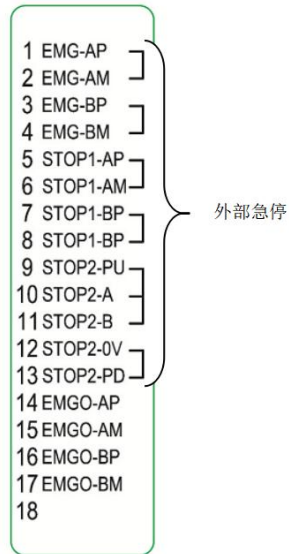 1 EMG-AP
2 EMG-AM
3 EMG-BP
4 EMG-BM
5 STOP1-AP
6 STOP1-AM
7 STOP1-BP
8 STOP1-BP
9 STOP2-PU
10 STOP2-A
11 STOP2-B
12 STOP2-0V
13 STOP2-PD
14 EMGO-AP
15 EMGO-AM
16 EMGO-BP
17 EMGO-BM
18
外部急停